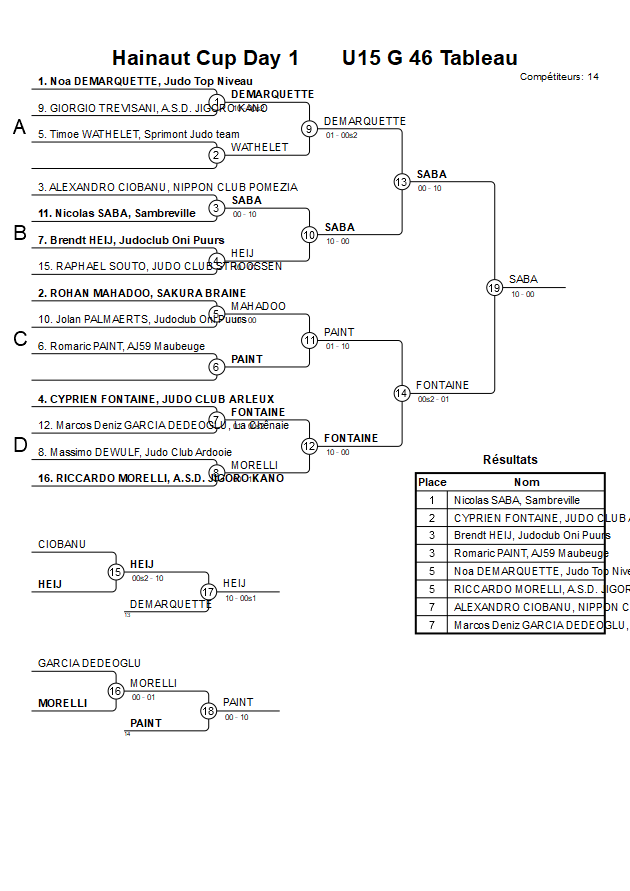 Hainaut Cup Day 1 U15 G 46 Tableau
Compétiteurs: 14
1. Noa DEMARQUETTE, Judo Top Niveau
1
DEMARQUETTE
9. GIORGIO TREVISANI, A.S.D. JIGORO KANO
A
9
DEMARQUETTE
01 - 00s2
5. Timoe WATHELET, Sprimont Judo team
2
WATHELET
13
SABA
00 - 10
3. ALEXANDRO CIOBANU, NIPPON CLUB POMEZIA
3
SABA
00 - 10
11. Nicolas SABA, Sambreville
B
10
SABA
10 - 00
7. Brendt HEIJ, Judoclub Oni Puurs
4
HEIJ
15. RAPHAEL SOUTO, JUDO CLUB STROOSSEN
19
SABA
10 - 00
2. ROHAN MAHADOO, SAKURA BRAINE
5
MAHADOO
10. Jolan PALMAERTS, Judoclub Oni Puurs
C
11
PAINT
01 - 10
6. Romaric PAINT, AJ59 Maubeuge
6
PAINT
14
FONTAINE
00s2 - 01
4. CYPRIEN FONTAINE, JUDO CLUB ARLEUX
7
FONTAINE
12. Marcos Deniz GARCIA DEDEOGLU, La Chênaie
D
12
FONTAINE
10 - 00
8. Massimo DEWULF, Judo Club Ardooie
8
MORELLI
16. RICCARDO MORELLI, A.S.D. JIGORO KANO
Résultats
Place Nom
1 Nicolas SABA, Sambreville
2 CYPRIEN FONTAINE, JUDO CLUB
3 Brendt HEIJ, Judoclub Oni Puurs
3 Romaric PAINT, AJ59 Maubeuge
5 Noa DEMARQUETTE, Judo Top Nive
5 RICCARDO MORELLI, A.S.D. JIGOR
7 ALEXANDRO CIOBANU, NIPPON C
7 Marcos Deniz GARCIA DEDEOGLU,
CIOBANU
15
HEIJ
00s2 - 10
HEIJ
17
HEIJ
10 - 00s1
DEMARQUETTE
13
GARCIA DEDEOGLU
16
MORELLI
00 - 01
MORELLI
18
PAINT
00 - 10
PAINT
14